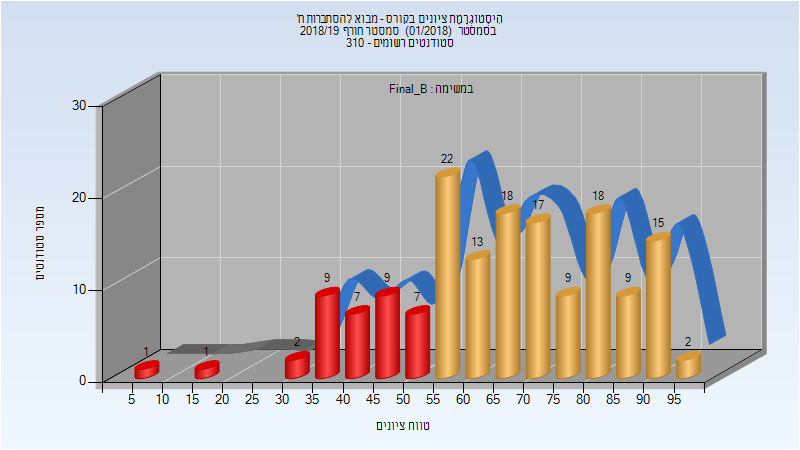 היסטוגרמת ציונים בקורס - מבוא להסתברות ח'
בסמסטר (01/2018) סמסטר חורף 2018/19
סטודנטים רשומים - 310
במשימה : Final_B
מספר סטודנטים
30
20
10
0
1 1 2 9 7 9 7 22 13 18 17 9 18 9 15 2
5 10 15 20 25 30 35 40 45 50 55 60 65 70 75 80 85 90 95
טווח ציונים